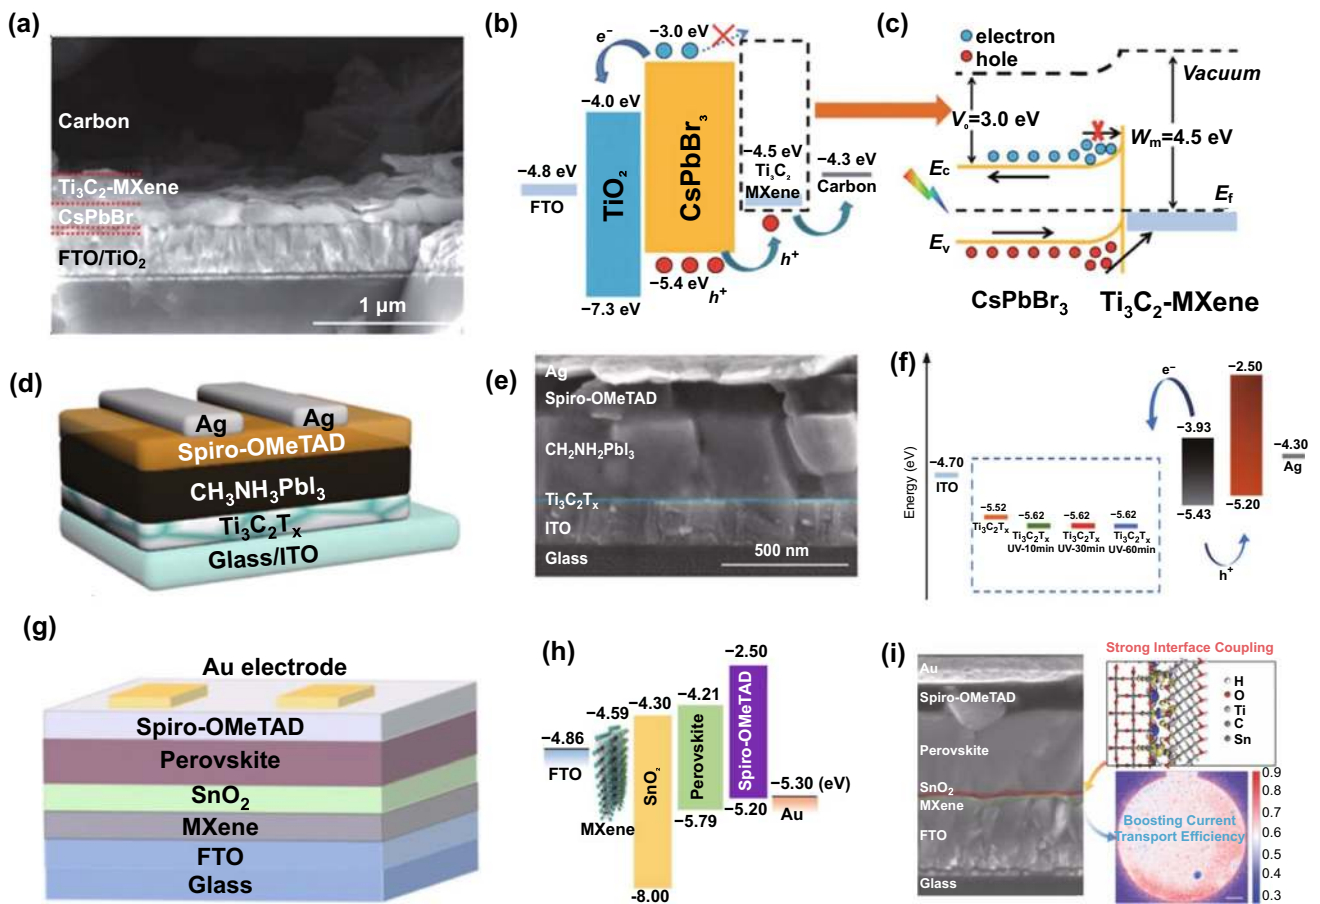 (a)
Carbon
Ti₃C₂-MXene
CsPbBr
FTO/TiO₂
1 µm
(b)
e⁻
−3.0 eV
−4.0 eV
−4.8 eV
FTO
TiO₂
CsPbBr₃
−4.5 eV
Ti₃C₂
MXene
−4.3 eV
Carbon
h⁺
−5.4 eV
h⁺
−7.3 eV
(c)
electron
hole
Vacuum
V₀=3.0 eV
Wₘ=4.5 eV
Ec
Ef
Ev
CsPbBr₃
Ti₃C₂-MXene
(d)
Ag
Ag
Spiro-OMeTAD
CH₃NH₃PbI₃
Ti₃C₂Tₓ
Glass/ITO
(e)
Ag
Spiro-OMeTAD
CH₂NH₂PbI₃
Ti₃C₂Tₓ
ITO
500 nm
Glass
(f)
Energy (eV)
−4.70
ITO
−5.52
Ti₃C₂Tₓ
−5.62
Ti₃C₂Tₓ
UV-10min
−5.62
Ti₃C₂Tₓ
UV-30min
−5.62
Ti₃C₂Tₓ
UV-60min
e⁻
−3.93
−5.43
−2.50
−5.20
−4.30
Ag
h⁺
(g)
Au electrode
Spiro-OMeTAD
Perovskite
SnO₂
MXene
FTO
Glass
(h)
−4.86
FTO
−4.59
MXene
−4.30
SnO₂
-8.00
−4.21
Perovskite
−5.79
−2.50
Spiro-OMeTAD
−5.20
−5.30 (eV)
Au
(i)
Au
Spiro-OMeTAD
Perovskite
SnO₂
MXene
FTO
Glass
Strong Interface Coupling
H
O
Ti
C
Sn
Boosting Current
Transport Efficiency
0.9
0.8
0.7
0.6
0.5
0.4
0.3